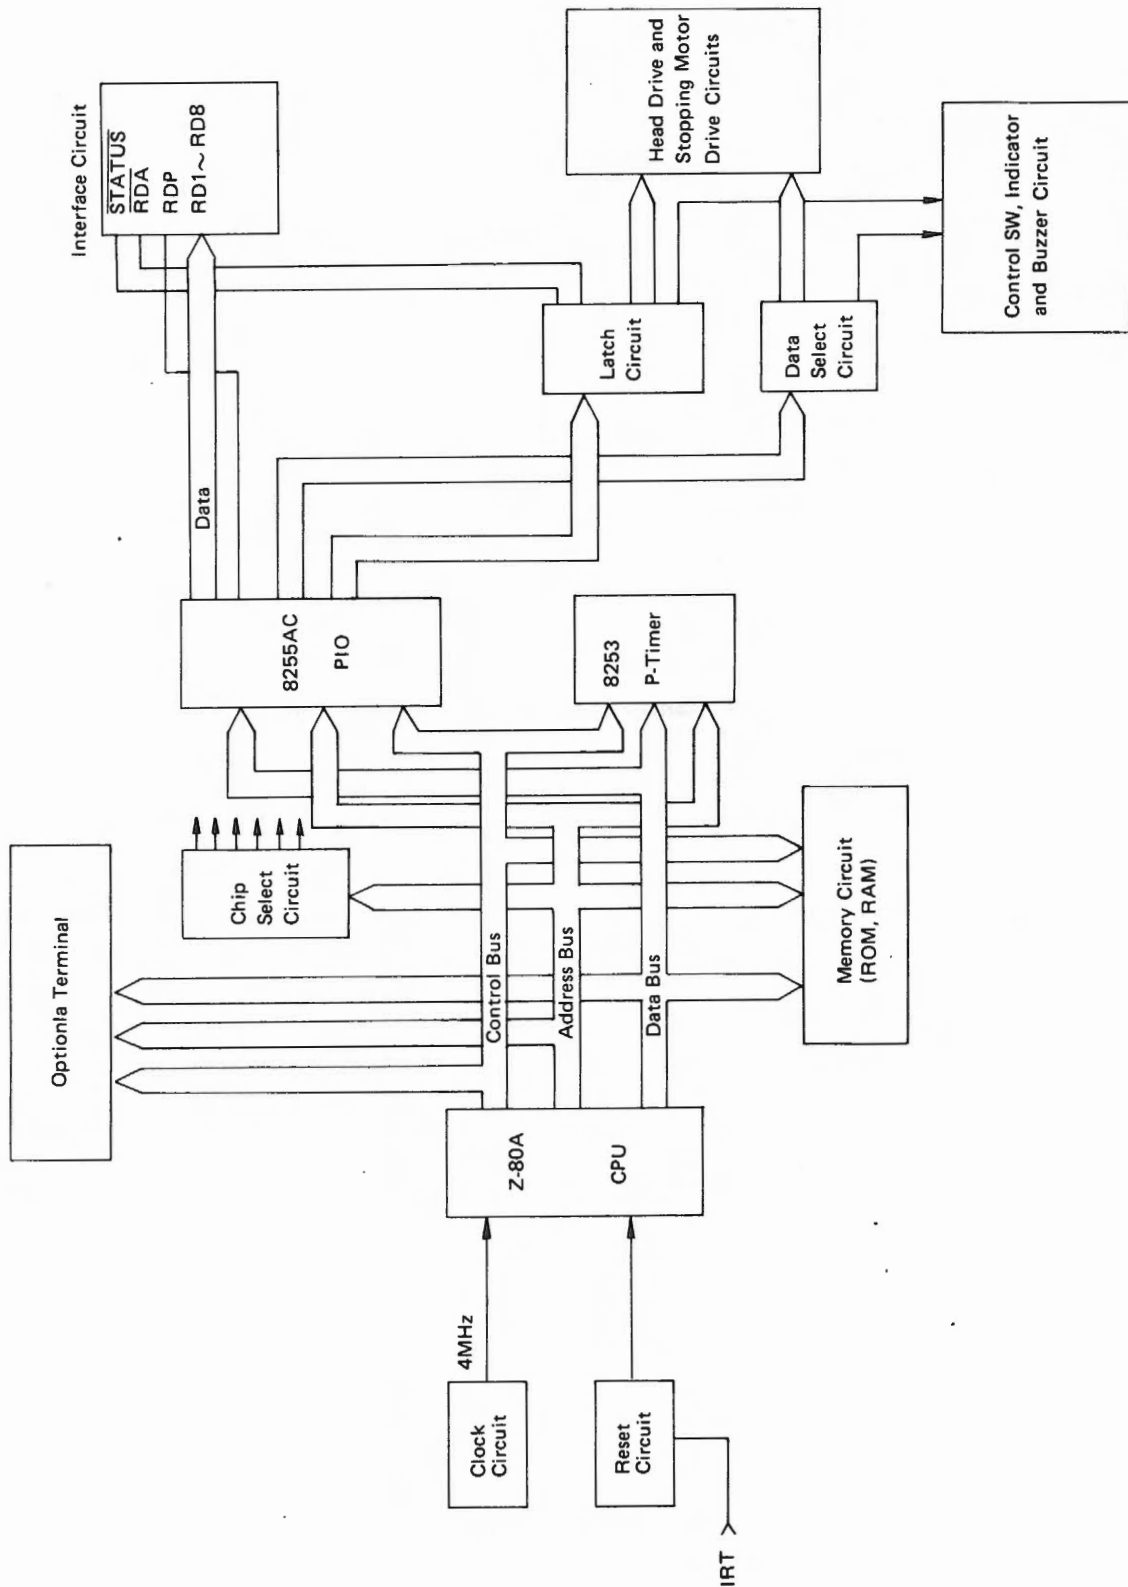 Optionla Terminal
Interface Circuit
STATUS
RDA
RDP
RD1~RD8
Head Drive and
Stopping Motor
Drive Circuits
Data
Chip
Select
Circuit
8255AC
PIO
Latch
Circuit
Clock
Circuit
4MHz
Z-80A
CPU
Control Bus
Address Bus
Data Bus
8253
P-Timer
Data
Select
Circuit
Reset
Circuit
IRT
Memory Circuit
(ROM, RAM)
Control SW, Indicator
and Buzzer Circuit